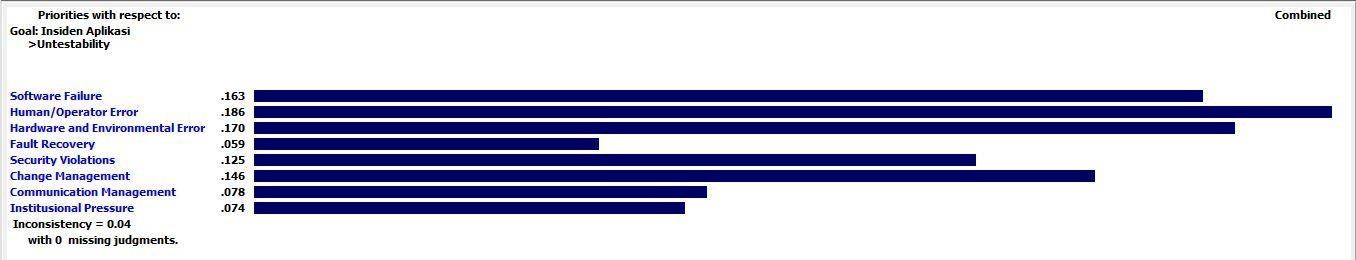 Priorities with respect to: Combined
Goal: Insiden Aplikasi
>Untestability
Software Failure .163
Human/Operator Error .186
Hardware and Environmental Error .170
Fault Recovery .059
Security Violations .125
Change Management .146
Communication Management .078
Institusional Pressure .074
Inconsistency = 0.04
with 0 missing judgments.